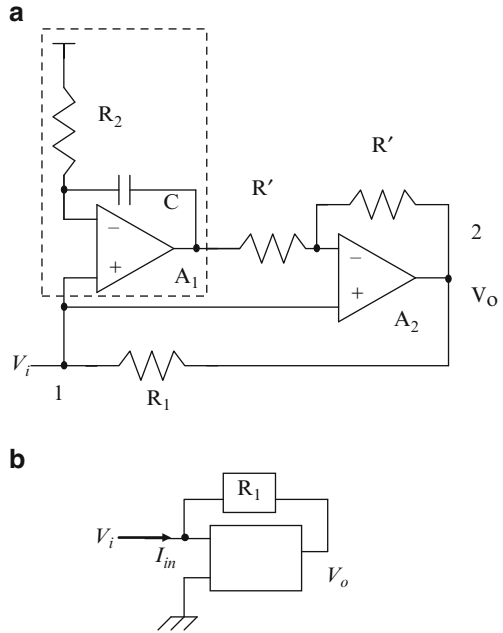 a
R₂
R′
R′
C
−
+
A₁
−
+
A₂
2
Vₒ
Vᵢ
1
R₁
b
R₁
Vᵢ
Iᵢₙ
Vₒ